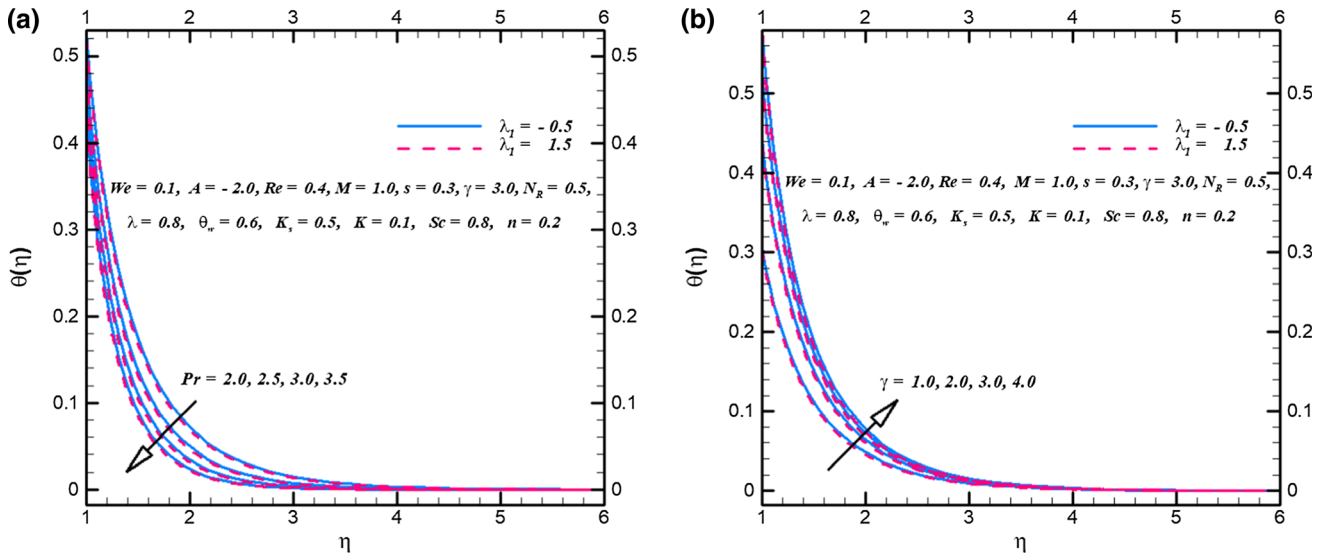 (a)
1 2 3 4 5 6
0.5 0.5
λ1 = - 0.5
λ1 = 1.5
0.4 0.4
We = 0.1, A = - 2.0, Re = 0.4, M = 1.0, s = 0.3, γ = 3.0, NR = 0.5,
λ = 0.8, θw = 0.6, Ks = 0.5, K = 0.1, Sc = 0.8, n = 0.2
0.3 0.3
θ(η)
0.2 0.2
Pr = 2.0, 2.5, 3.0, 3.5
0.1 0.1
0 0
1 2 3 4 5 6
η
(b)
1 2 3 4 5 6
0.5 0.5
λ1 = - 0.5
λ1 = 1.5
0.4 0.4
We = 0.1, A = - 2.0, Re = 0.4, M = 1.0, s = 0.3, γ = 3.0, NR = 0.5,
λ = 0.8, θw = 0.6, Ks = 0.5, K = 0.1, Sc = 0.8, n = 0.2
0.3 0.3
θ(η)
0.2 0.2
γ = 1.0, 2.0, 3.0, 4.0
0.1 0.1
0 0
1 2 3 4 5 6
η